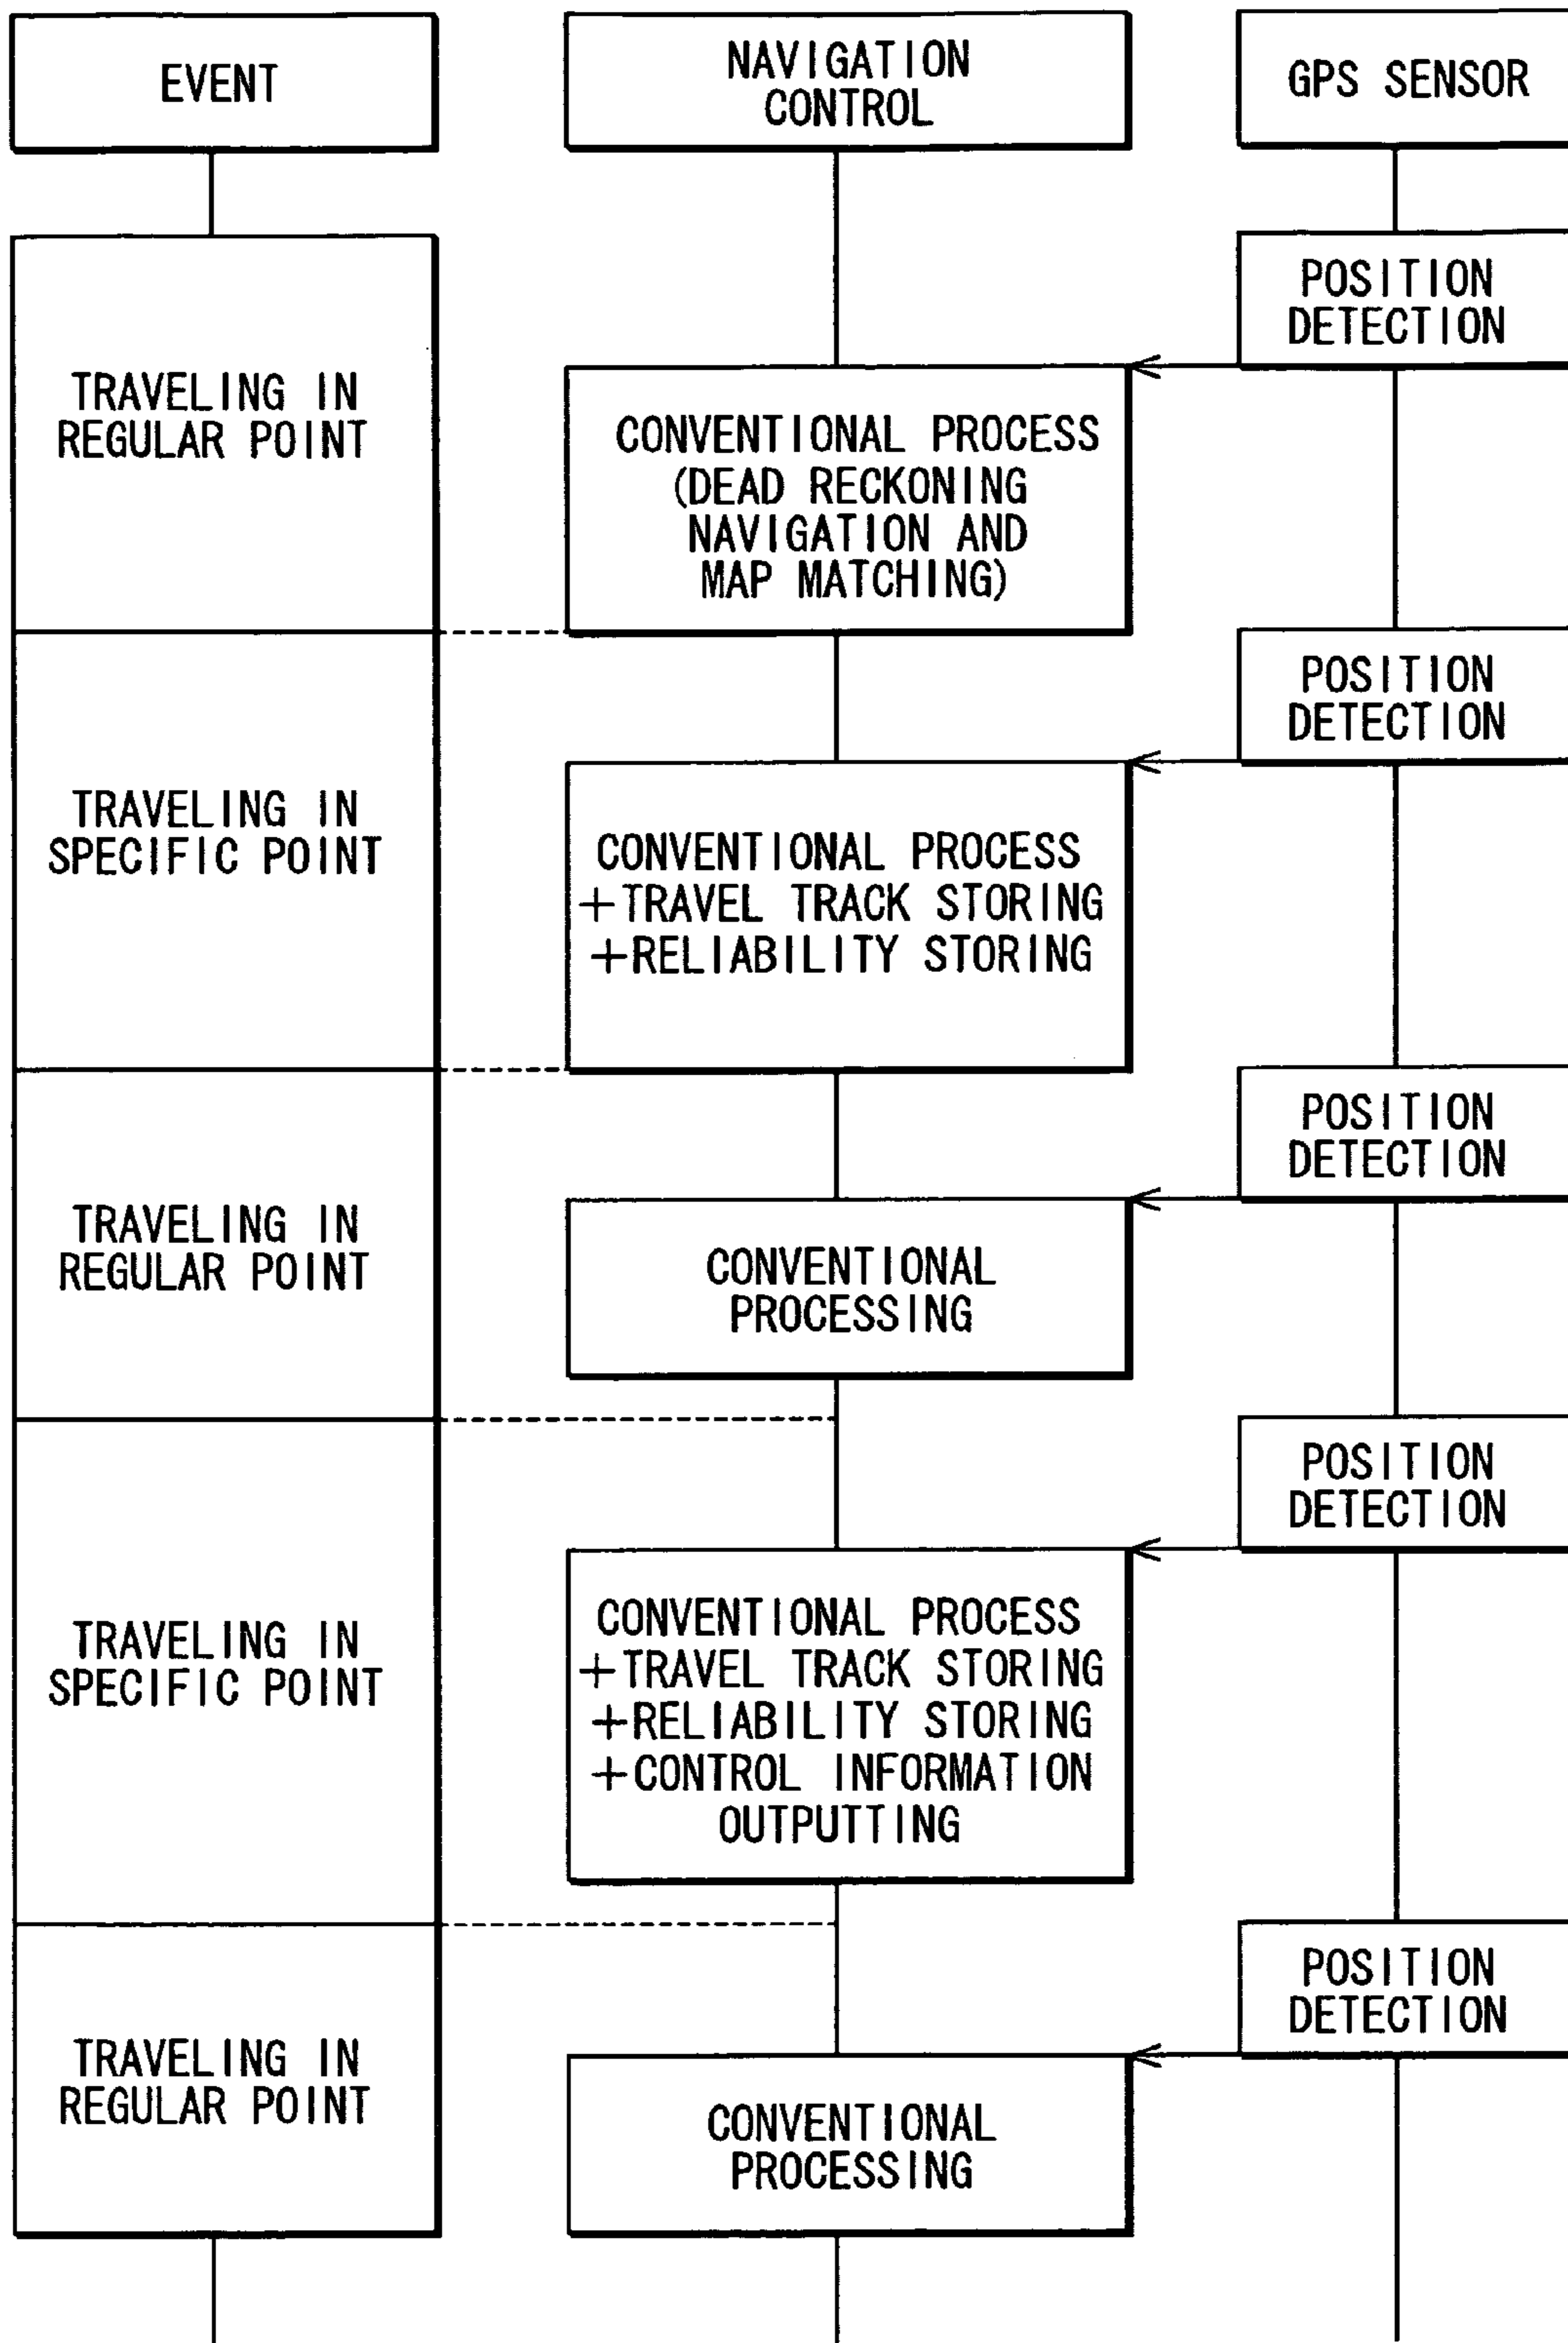 EVENT
NAVIGATION
CONTROL
GPS SENSOR
POSITION
DETECTION
TRAVELING IN
REGULAR POINT
CONVENTIONAL PROCESS
(DEAD RECKONING
NAVIGATION AND
MAP MATCHING)
POSITION
DETECTION
TRAVELING IN
SPECIFIC POINT
CONVENTIONAL PROCESS
+TRAVEL TRACK STORING
+RELIABILITY STORING
POSITION
DETECTION
TRAVELING IN
REGULAR POINT
CONVENTIONAL
PROCESSING
POSITION
DETECTION
TRAVELING IN
SPECIFIC POINT
CONVENTIONAL PROCESS
+TRAVEL TRACK STORING
+RELIABILITY STORING
+CONTROL INFORMATION
OUTPUTTING
POSITION
DETECTION
TRAVELING IN
REGULAR POINT
CONVENTIONAL
PROCESSING